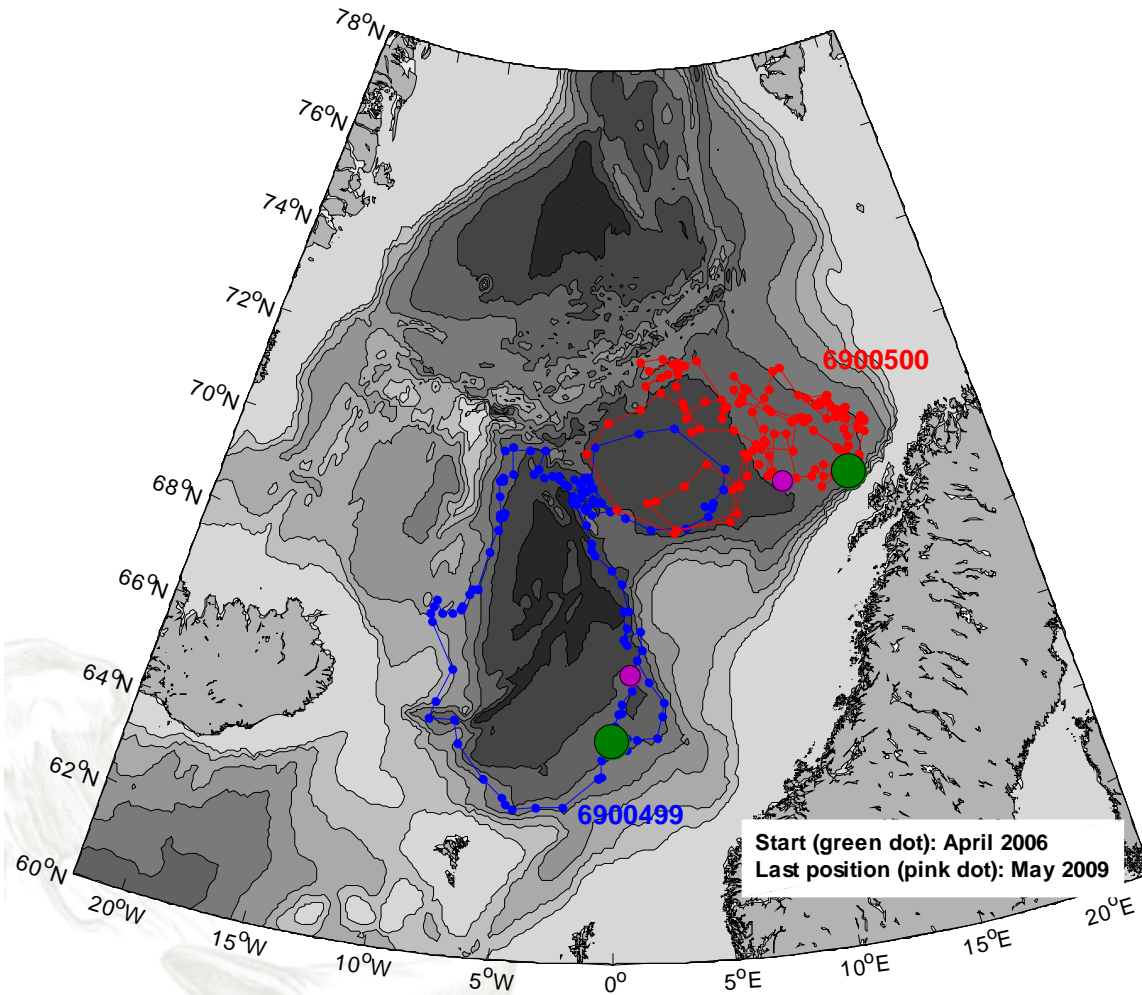 78°N
76°N
74°N
72°N
70°N
68°N
66°N
64°N
62°N
60°N
6900500
6900499
Start (green dot): April 2006
Last position (pink dot): May 2009
20°W
15°W
10°W
5°W
0°
5°E
10°E
15°E
20°E